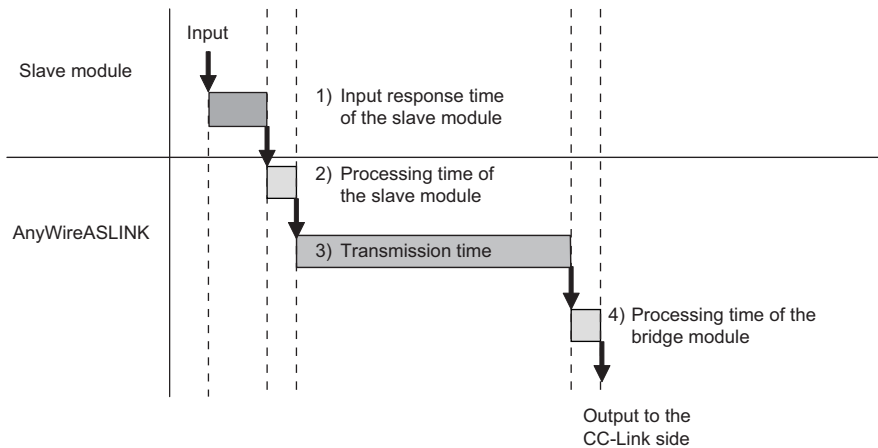 Input
Slave module
1) Input response time
of the slave module
2) Processing time of
the slave module
AnyWireASLINK
3) Transmission time
4) Processing time of the
bridge module
Output to the
CC-Link side